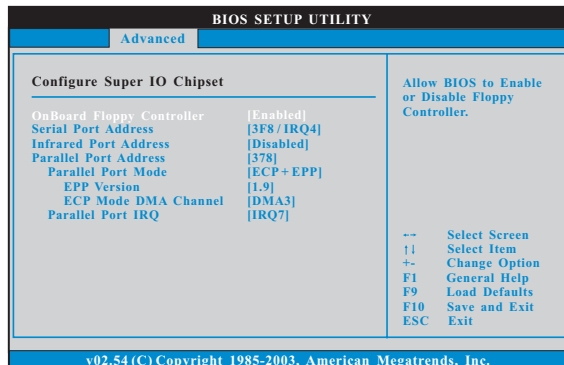 BIOS SETUP UTILITY
Advanced
Configure Super IO Chipset
OnBoard Floppy Controller [Enabled]
Serial Port Address [3F8 / IRQ4]
Infrared Port Address [Disabled]
Parallel Port Address [378]
Parallel Port Mode [ECP + EPP]
EPP Version [1.9]
ECP Mode DMA Channel [DMA3]
Parallel Port IRQ [IRQ7]
Allow BIOS to Enable
or Disable Floppy
Controller.
←→ Select Screen
↑↓ Select Item
+- Change Option
F1 General Help
F9 Load Defaults
F10 Save and Exit
ESC Exit
v02.54 (C) Copyright 1985-2003, American Megatrends, Inc.